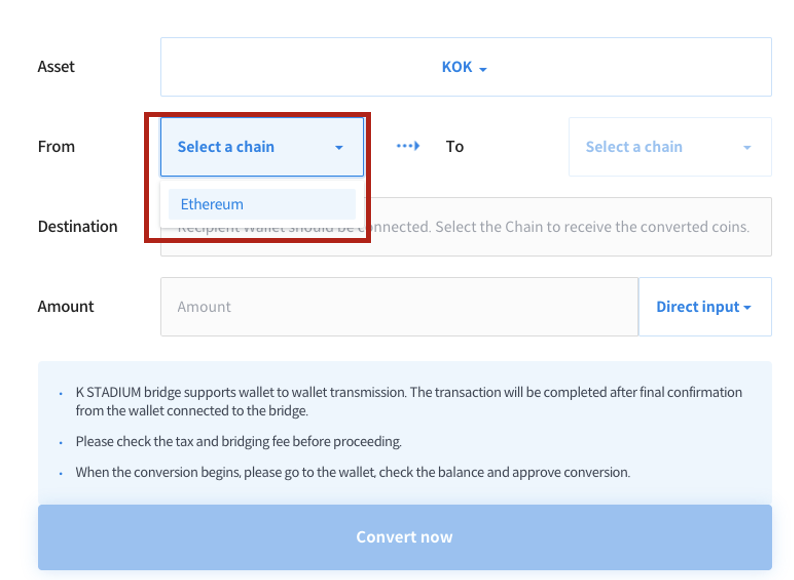 Asset
KOK
From
Select a chain
To
Select a chain
Ethereum
Destination
Recipient Wallet should be connected. Select the Chain to receive the converted coins.
Amount
Amount
Direct input
K STADIUM bridge supports wallet to wallet transmission. The transaction will be completed after final confirmation
from the wallet connected to the bridge.
Please check the tax and bridging fee before proceeding.
When the conversion begins, please go to the wallet, check the balance and approve conversion.
Convert now